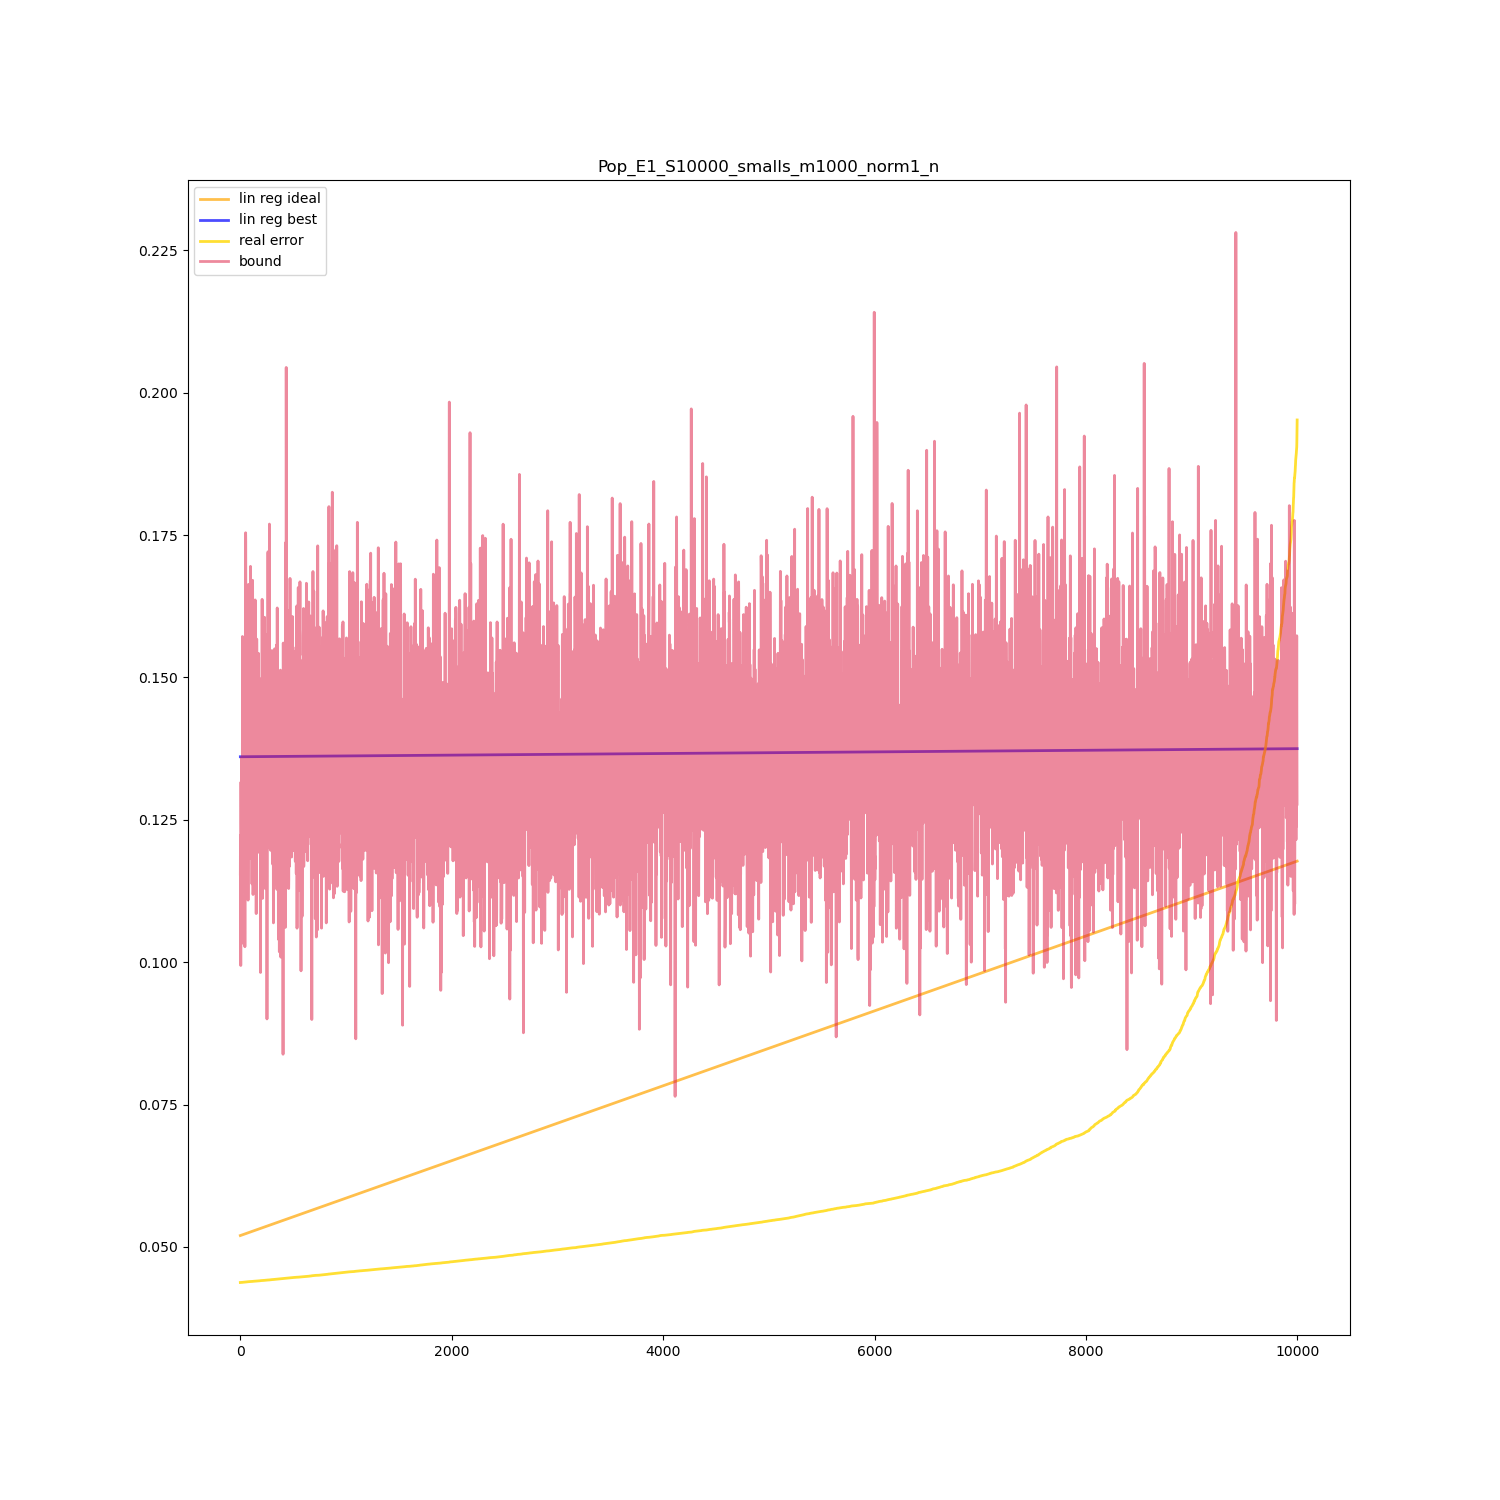 Pop_E1_S10000_smalls_m1000_norm1_n
lin reg ideal
lin reg best
real error
bound
0.225
0.200
0.175
0.150
0.125
0.100
0.075
0.050
0 2000 4000 6000 8000 10000